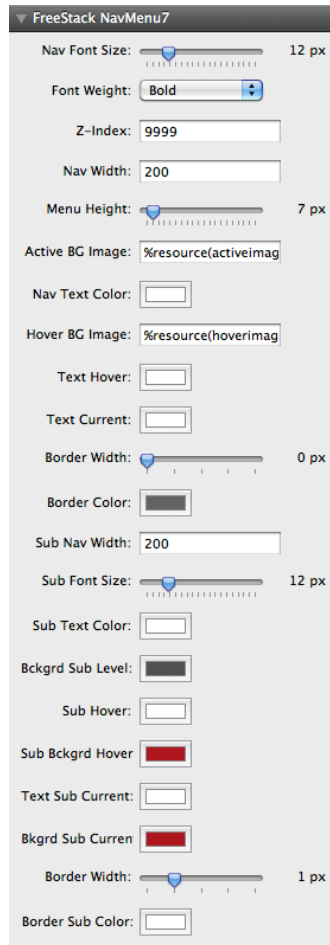 FreeStack NavMenu7
Nav Font Size: 12 px
Font Weight: Bold
Z-Index: 9999
Nav Width: 200
Menu Height: 7 px
Active BG Image: %resource(activeimag
Nav Text Color:
Hover BG Image: %resource(hoverimag
Text Hover:
Text Current:
Border Width: 0 px
Border Color:
Sub Nav Width: 200
Sub Font Size: 12 px
Sub Text Color:
Bckgrd Sub Level:
Sub Hover:
Sub Bckgrd Hover
Text Sub Current:
Bkgrd Sub Curren
Border Width: 1 px
Border Sub Color: